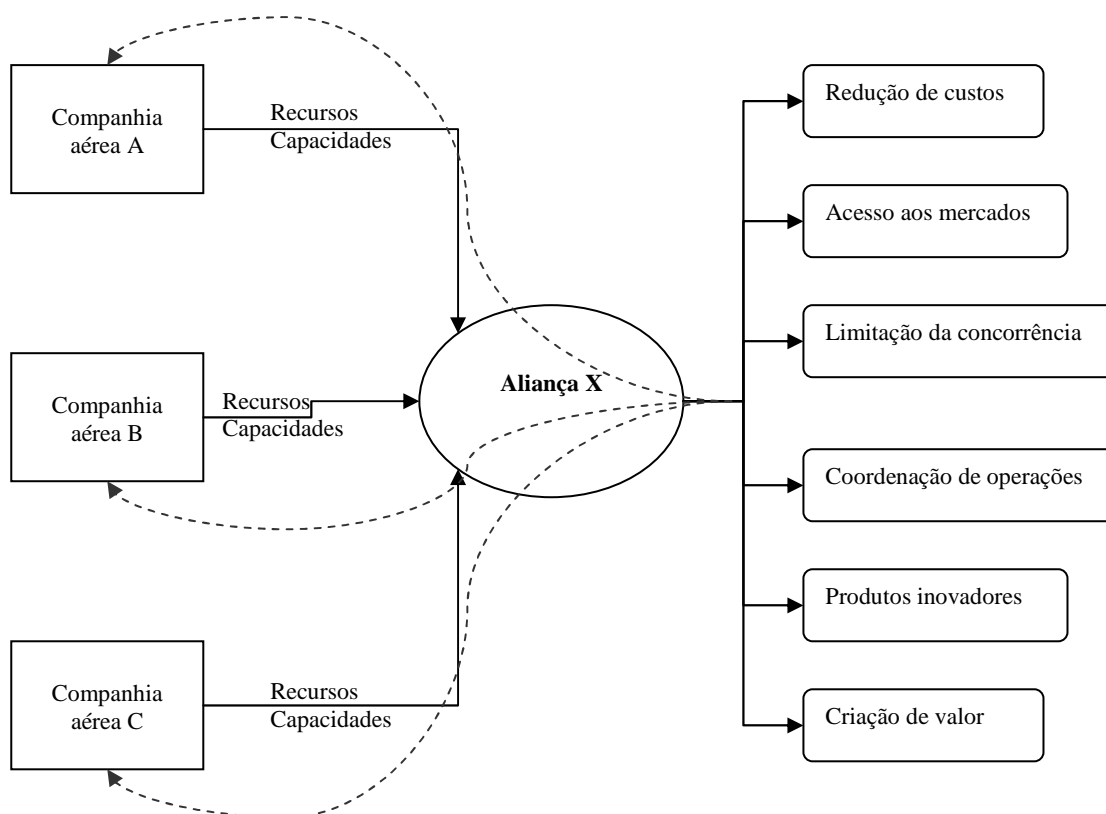 Companhia
aérea A
Recursos
Capacidades
Companhia
aérea B
Recursos
Capacidades
Companhia
aérea C
Recursos
Capacidades
Aliança X
Redução de custos
Acesso aos mercados
Limitação da concorrência
Coordenação de operações
Produtos inovadores
Criação de valor